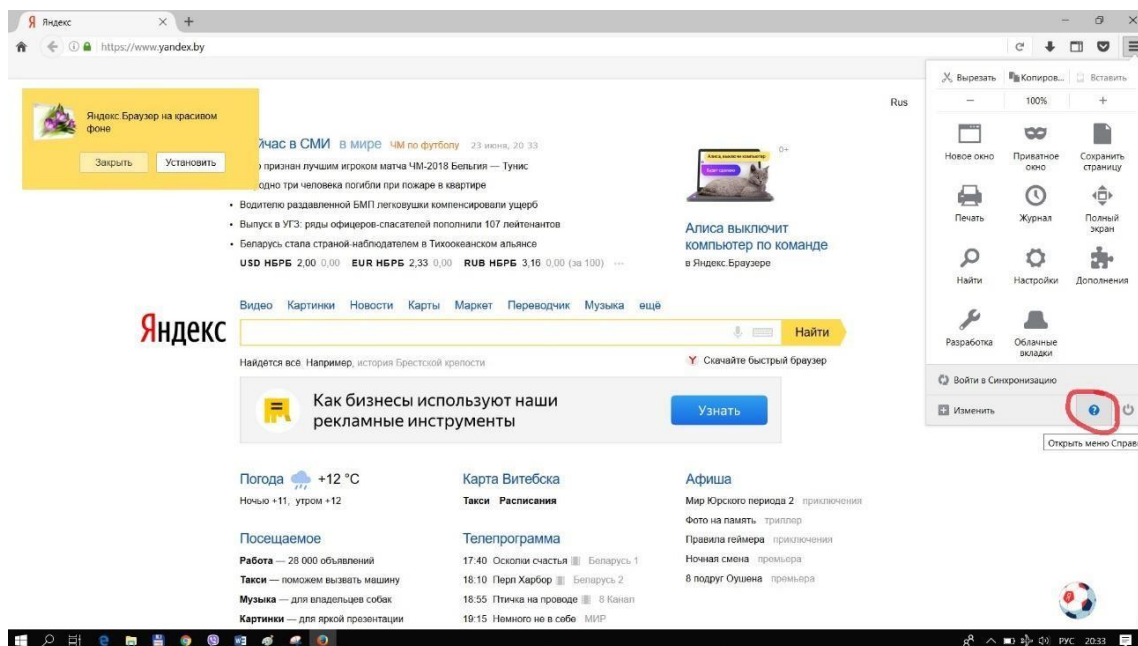 Яндекс
https://www.yandex.by
Вырезать Копиров... Вставить
100%
Новое окно Приватное окно Сохранить страницу
Печать Журнал Полный экран
Найти Настройки Дополнения
Разработка Облачные вкладки
Войти в Синхронизацию
Изменить
Открыть меню Справ
Яндекс.Браузер на красивом
фоне
Закрыть Установить
Rus
йчас в СМИ в мире ЧМ по футболу 23 июня, 20 33
признан лучшим игроком матча ЧМ-2018 Бельгия — Тунис
одно три человека погибли при пожаре в квартире
• Водителю раздавленной БМП легковушки компенсировали ущерб
• Выпуск в УГЗ: ряды офицеров-спасателей пополнили 107 лейтенантов
• Беларусь стала страной-наблюдателем в Тихоокеанском альянсе
USD НБРБ 2,00 0,00 EUR НБРБ 2,33 0,00 RUB НБРБ 3,16 0,00 (за 100) ···
0+
Алиса выключит
компьютер по команде
в Яндекс.Браузере
Видео Картинки Новости Карты Маркет Переводчик Музыка ещё
Яндекс
Найти
Найдётся всё. Например, история Брестской крепости
Скачайте быстрый браузер
Как бизнесы используют наши
рекламные инструменты
Узнать
Погода +12 °C
Ночью +11, утром +12
Карта Витебска
Такси Расписания
Афиша
Мир Юрского периода 2 приключения
Фото на память триллер
Правила геймера приключения
Ночная смена премьера
8 подруг Оушена премьера
Посещаемое
Работа — 28 000 объявлений
Такси — поможем вызвать машину
Музыка — для владельцев собак
Картинки — для яркой презентации
Телепрограмма
17:40 Осколки счастья Беларусь 1
18:10 Перл Харбор Беларусь 2
18:55 Птичка на проводе 8 Канал
19:15 Немного не в себе МИР
РУС 20:33